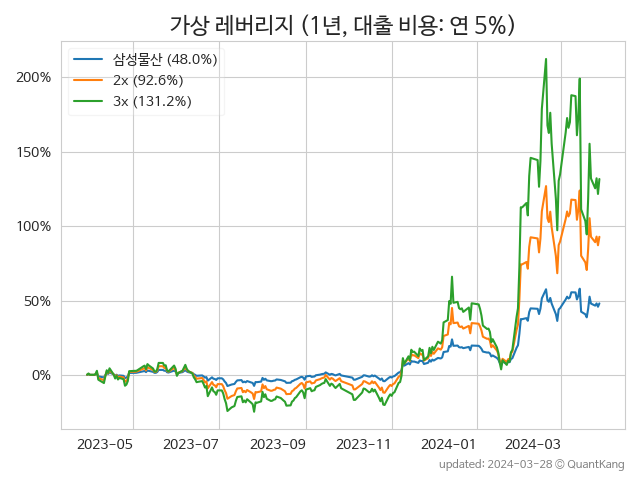 가상 레버리지 (1년, 대출 비용: 연 5%)
삼성물산 (48.0%)
2x (92.6%)
3x (131.2%)
200%
150%
100%
50%
0%
2023-05 2023-07 2023-09 2023-11 2024-01 2024-03
updated: 2024-03-28 ⓒ QuantKang